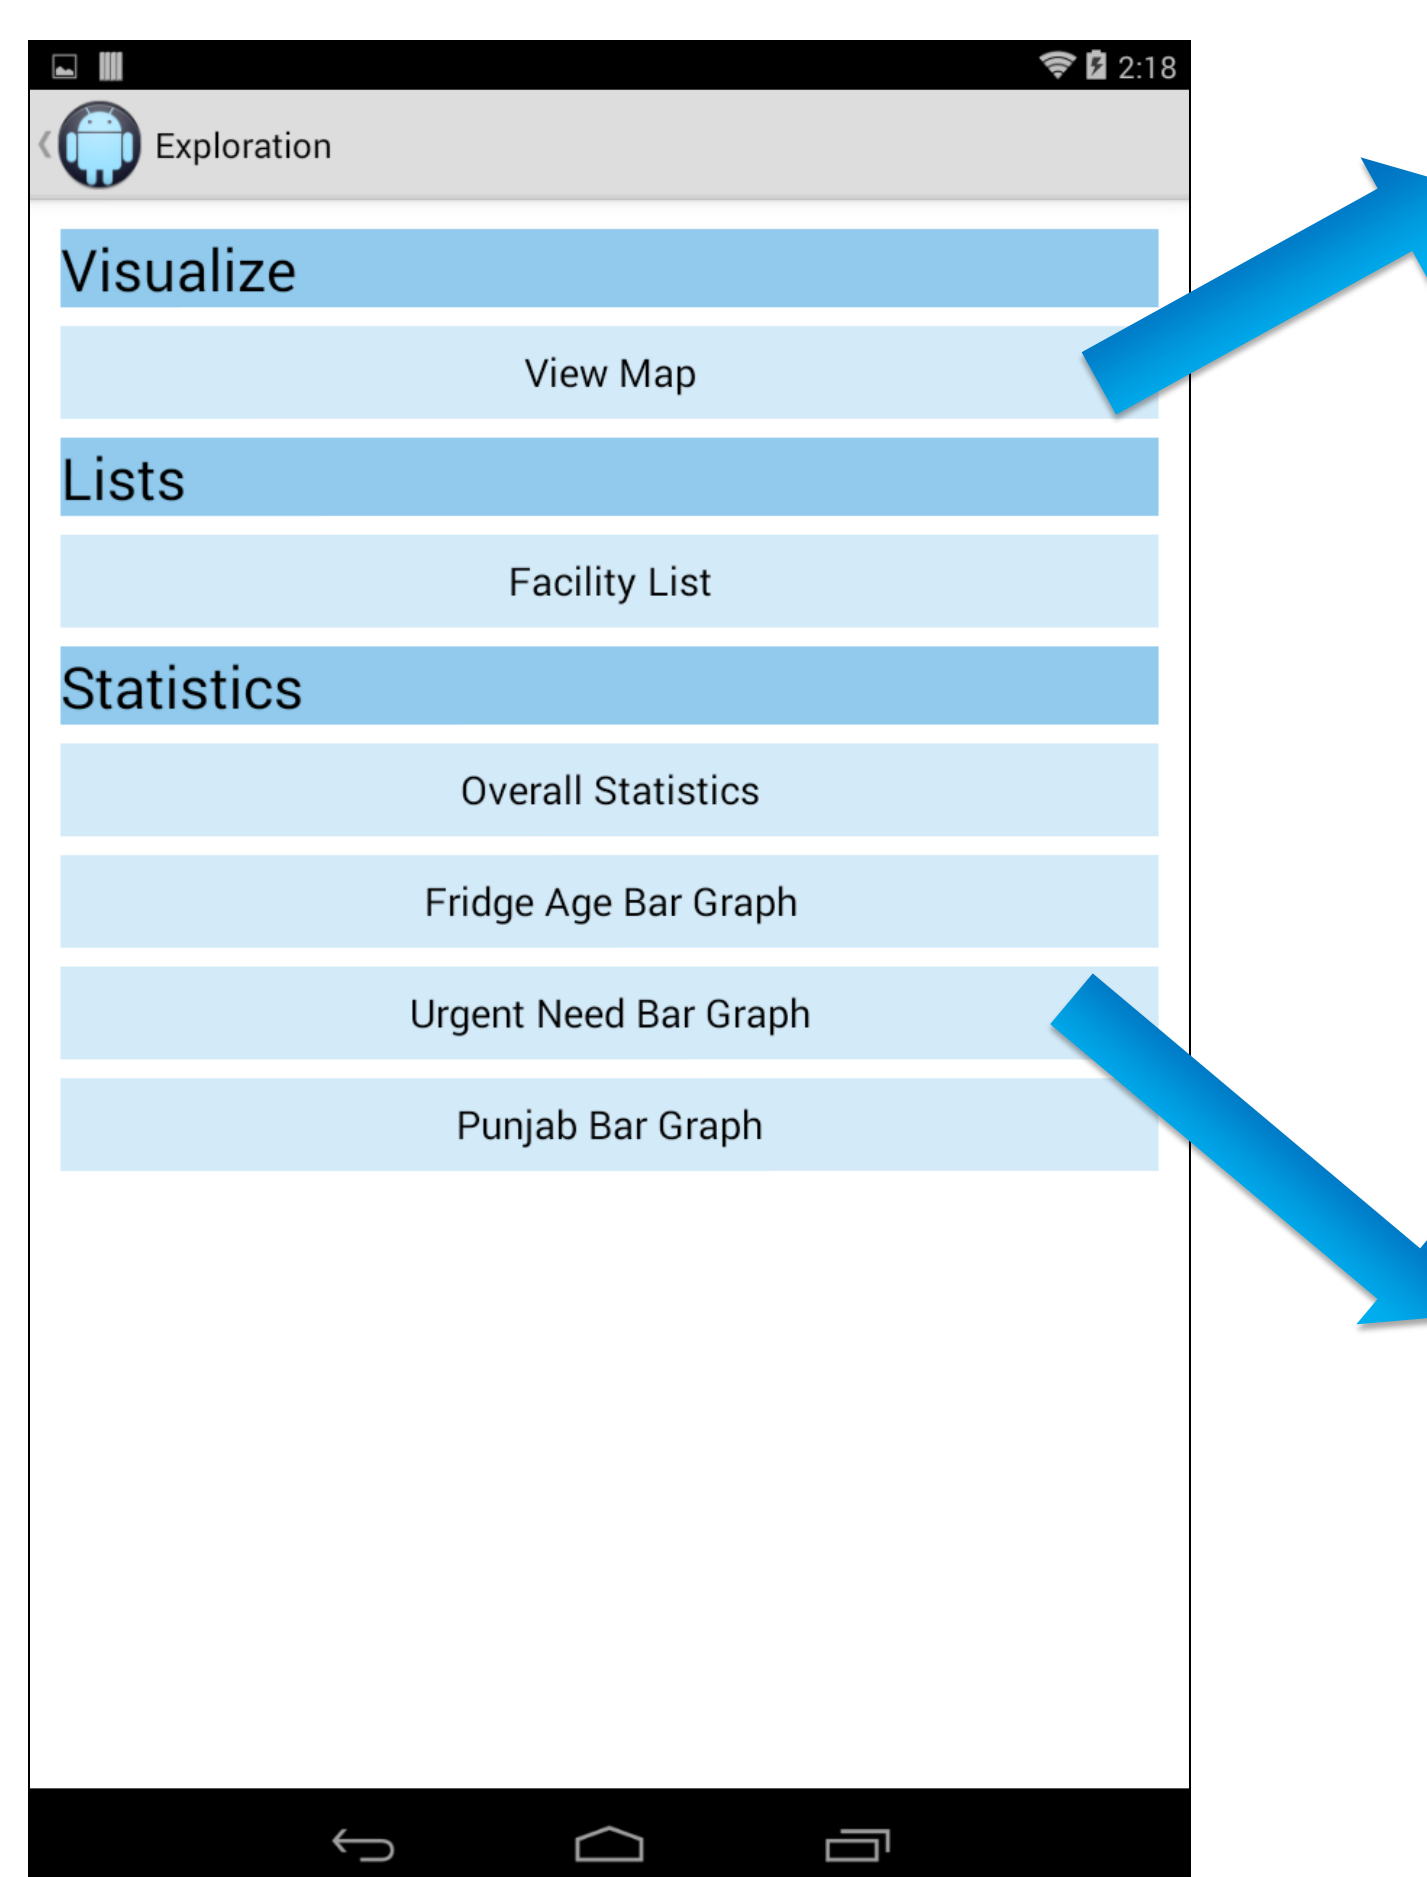 2:18
Exploration
Visualize
View Map
Lists
Facility List
Statistics
Overall Statistics
Fridge Age Bar Graph
Urgent Need Bar Graph
Punjab Bar Graph